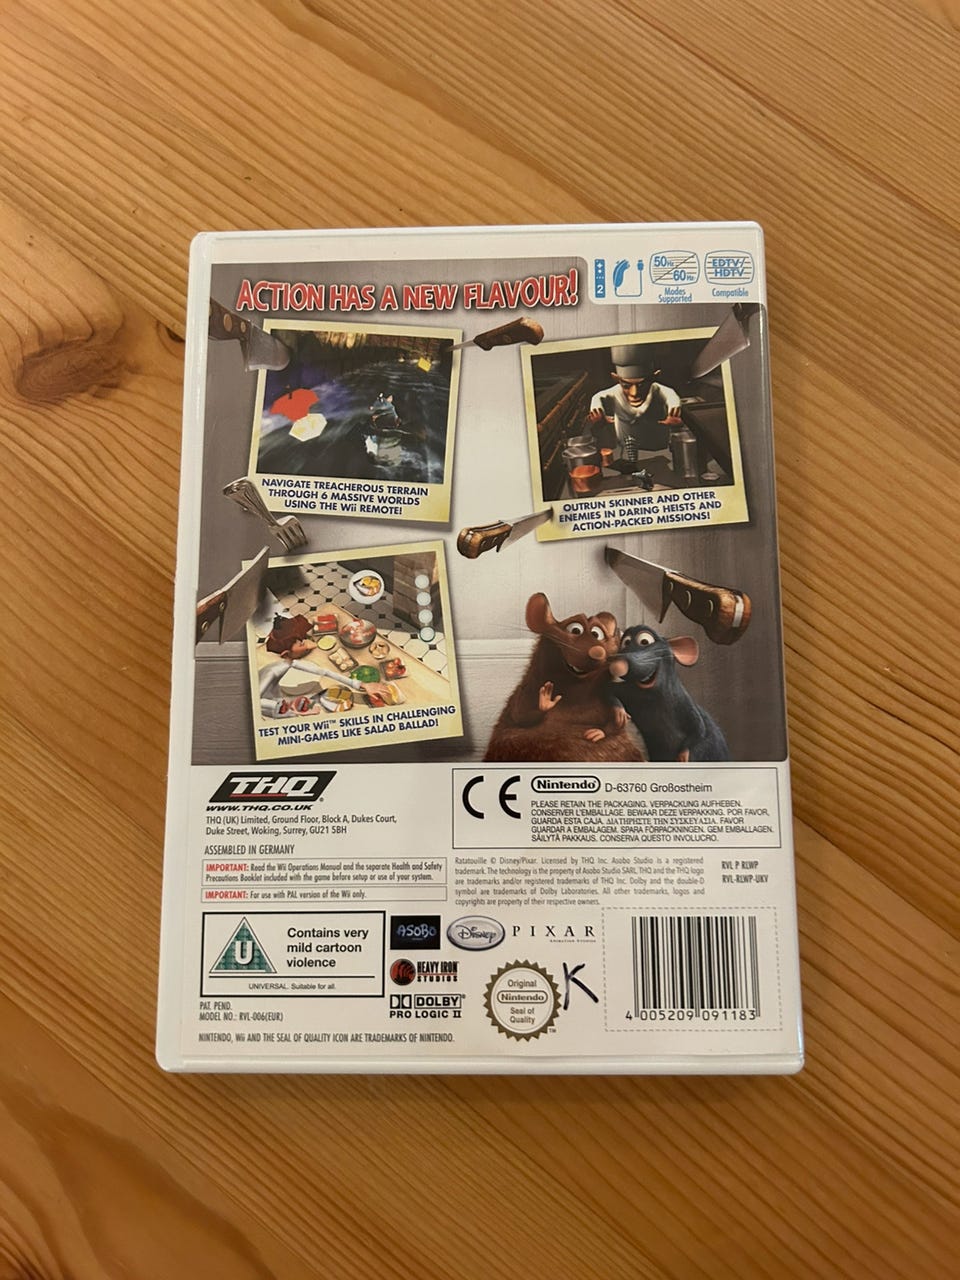 ACTION HAS A NEW FLAVOUR!
2
50Hz
60Hz
Modes
Supported
EDTV/
HDTV
Compatible
NAVIGATE TREACHEROUS TERRAIN
THROUGH 6 MASSIVE WORLDS
USING THE Wii REMOTE!
OUTRUN SKINNER AND OTHER
ENEMIES IN DARING HEISTS AND
ACTION-PACKED MISSIONS!
TEST YOUR Wii™ SKILLS IN CHALLENGING
MINI-GAMES LIKE SALAD BALLAD!
THQ®
WWW.THQ.CO.UK
THQ (UK) Limited, Ground Floor, Block A, Dukes Court,
Duke Street, Woking, Surrey, GU21 5BH
ASSEMBLED IN GERMANY
IMPORTANT: Read the Wii Operations Manual and the separate Health and Safety
Precautions Booklet included with the game before setup or use of your system.
IMPORTANT: For use with PAL version of the Wii only.
CE
Nintendo® D-63760 Großostheim
PLEASE RETAIN THE PACKAGING. VERPACKUNG AUFHEBEN.
CONSERVER L'EMBALLAGE. BEWAAR DEZE VERPAKKING. POR FAVOR,
GUARDA ESTA CAJA. ΔΙΑΤΗΡΗΣΤΕ ΤΗΝ ΣΥΣΚΕΥΑΣΙΑ. FAVOR
GUARDAR A EMBALAGEM. SPARA FÖRPACKNINGEN. GEM EMBALLAGEN.
SÄILYTÄ PAKKAUS. CONSERVA QUESTO INVOLUCRO.
Ratatouille © Disney/Pixar. Licensed by THQ Inc. Asobo Studio is a registered
trademark. The technology is the property of Asobo Studio SARL. THQ and the THQ logo
are trademarks and/or registered trademarks of THQ Inc. Dolby and the double-D
symbol are trademarks of Dolby Laboratories. All other trademarks, logos and
copyrights are property of their respective owners.
RVL P RLWP
RVL-RLWP-UKV
U
Contains very
mild cartoon
violence
UNIVERSAL. Suitable for all.
ASOBO
Disney
PIXAR
ANIMATION STUDIOS
HEAVY IRON
STUDIOS
DOLBY®
PRO LOGIC II
Original
Nintendo
Seal of
Quality
TM
K
4 005209 091183
PAT. PEND.
MODEL NO.: RVL-006(EUR)
NINTENDO, Wii AND THE SEAL OF QUALITY ICON ARE TRADEMARKS OF NINTENDO.